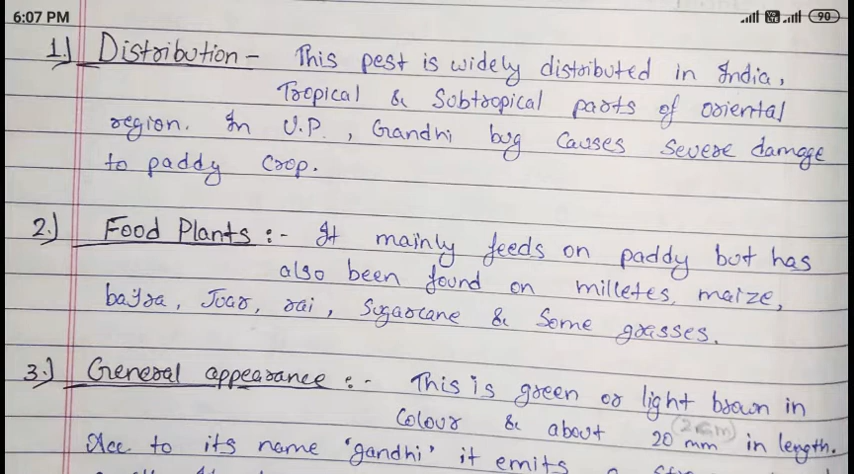 6:07 PM
90
1.) Distribution - This pest is widely distributed in India,
Tropical & Subtropical parts of oriental
region. In U.P., Gandhi bug causes severe damage
to paddy crop.
2.) Food Plants :- It mainly feeds on paddy but has
also been found on milletes, maize,
bajra, Juar, rai, Sugarcane & Some grasses.
3.) General appearance :- This is green or light brown in
Colour & about 20 mm (2cm) in length.
Acc. to its name 'gandhi' it emits a